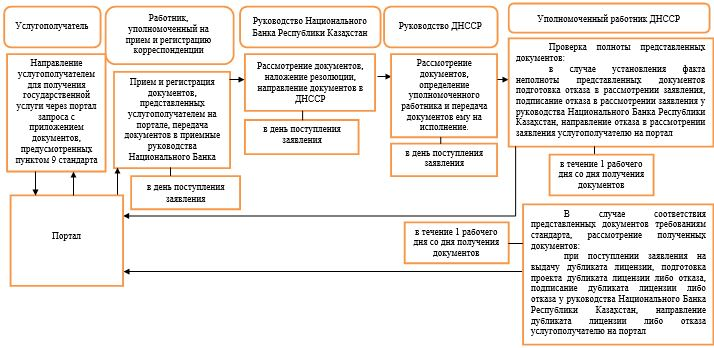 Услугополучатель
Работник,
уполномоченный на
прием и регистрацию
корреспонденции
Руководство Национального
Банка Республики Казахстан
Руководство ДНССР
Уполномоченный работник ДНССР
Направление
услугополучателем
для получения
государственной
услуги через портал
запроса с
приложением
документов,
предусмотренных
пунктом 9 стандарта
Прием и регистрация
документов,
представленных
услугополучателем на
портале, передача
документов в приемные
руководства
Национального Банка
в день поступления
заявления
Рассмотрение документов,
наложение резолюции,
направление документов в
ДНССР
в день поступления
заявления
Рассмотрение
документов,
определение
уполномоченного
работника и передача
документов ему на
исполнение.
в день поступления
заявления
Проверка полноты представленных
документов:
в случае установления факта
неполноты представленных документов
подготовка отказа в рассмотрении заявления,
подписание отказа в рассмотрении заявления у
руководства Национального Банка Республики
Казахстан, направление отказа в рассмотрении
заявления услугополучателю на портал
в течение 1 рабочего
дня со дня получения
документов
Портал
в течение 1 рабочего
дня со дня получения
документов
В случае соответствия
представленных документов требованиям
стандарта, рассмотрение полученных
документов:
при поступлении заявления на
выдачу дубликата лицензии, подготовка
проекта дубликата лицензии либо отказа,
подписание дубликата лицензии либо
отказа у руководства Национального Банка
Республики Казахстан, направление
дубликата лицензии либо отказа
услугополучателю на портал